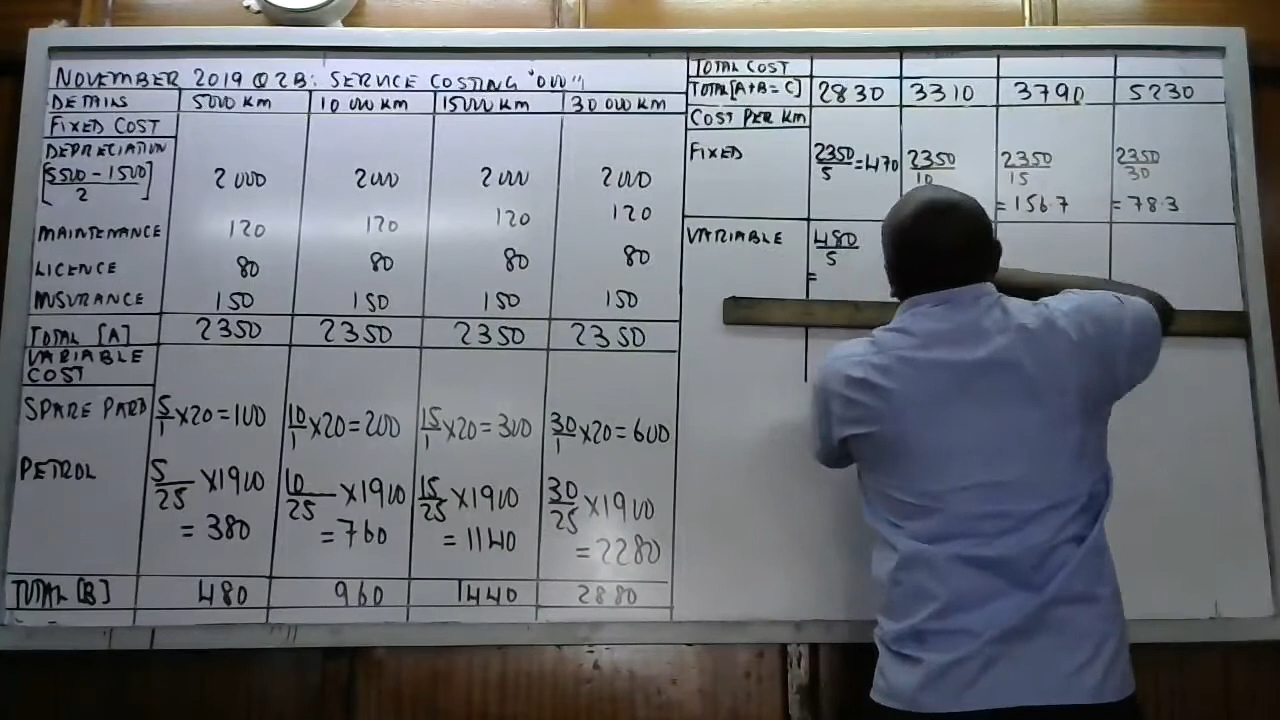 NOVEMBER 2019 Q2B: SERVICE COSTING "000"
DETAILS 5000 KM 10 000 KM 15000 KM 30 000 KM
FIXED COST
DEPRECIATION
[5500 - 1500 / 2] 2000 2000 2000 2000
MAINTENANCE 120 120 120 120
LICENCE 80 80 80 80
INSURANCE 150 150 150 150
TOTAL [A] 2350 2350 2350 2350
VARIABLE
COST
SPARE PARTS 5/1 X20=100 10/1 X20=200 15/1 X20=300 30/1 X20=600
PETROL 5/25 X1900 10/25 X1900 15/25 X1900 30/25 X1900
= 380 = 760 = 1140 = 2280
TOTAL [B] 480 960 1440 2880
TOTAL COST
TOTAL [A+B=C] 2830 3310 3790 5230
COST PER KM
FIXED 2350/5 = 470 2350/10 2350/15 2350/30
= 156.7 = 78.3
VARIABLE 480/5
=